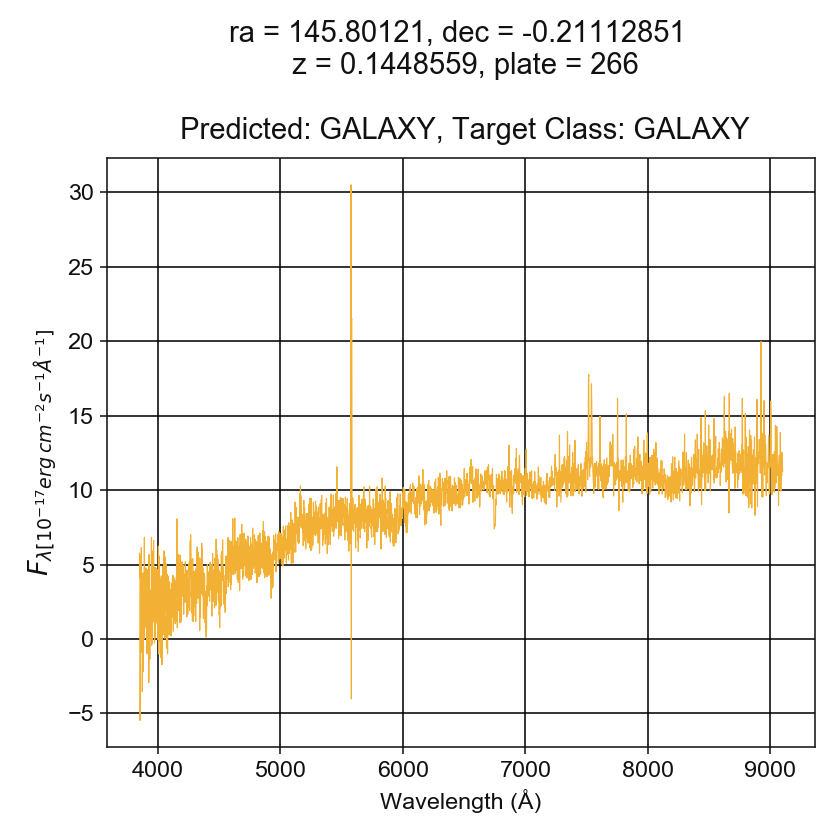 ra = 145.80121, dec = -0.21112851
z = 0.1448559, plate = 266
Predicted: GALAXY, Target Class: GALAXY
30
25
20
15
10
5
0
−5
F_{λ[10^{−17} erg cm^{−2} s^{−1} Å^{−1}]}
4000 5000 6000 7000 8000 9000
Wavelength (Å)